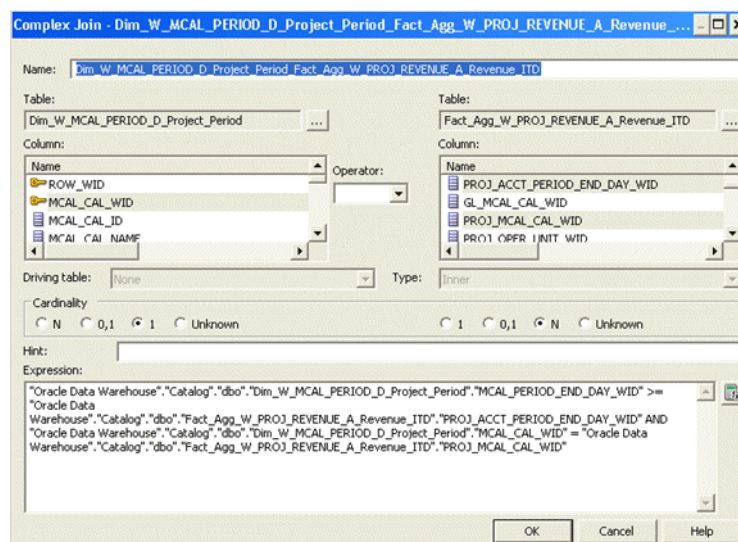 Complex Join - Dim_W_MCAL_PERIOD_D_Project_Period_Fact_Agg_W_PROJ_REVENUE_A_Revenue_...
Name: Dim_W_MCAL_PERIOD_D_Project_Period_Fact_Agg_W_PROJ_REVENUE_A_Revenue_ITD
Table: Table:
Dim_W_MCAL_PERIOD_D_Project_Period ... Fact_Agg_W_PROJ_REVENUE_A_Revenue_ITD ...
Column: Column:
Name Operator: Name
ROW_WID PROJ_ACCT_PERIOD_END_DAY_WID
MCAL_CAL_WID GL_MCAL_CAL_WID
MCAL_CAL_ID PROJ_MCAL_CAL_WID
MCAL_CAL_NAME PROJ_OPER_UNIT_WID
Driving table: None Type: Inner
Cardinality
N 0,1 1 Unknown 1 0,1 N Unknown
Hint:
Expression:
"Oracle Data Warehouse"."Catalog"."dbo"."Dim_W_MCAL_PERIOD_D_Project_Period"."MCAL_PERIOD_END_DAY_WID" >=
"Oracle Data
Warehouse"."Catalog"."dbo"."Fact_Agg_W_PROJ_REVENUE_A_Revenue_ITD"."PROJ_ACCT_PERIOD_END_DAY_WID" AND
"Oracle Data Warehouse"."Catalog"."dbo"."Dim_W_MCAL_PERIOD_D_Project_Period"."MCAL_CAL_WID" = "Oracle Data
Warehouse"."Catalog"."dbo"."Fact_Agg_W_PROJ_REVENUE_A_Revenue_ITD"."PROJ_MCAL_CAL_WID"
OK Cancel Help